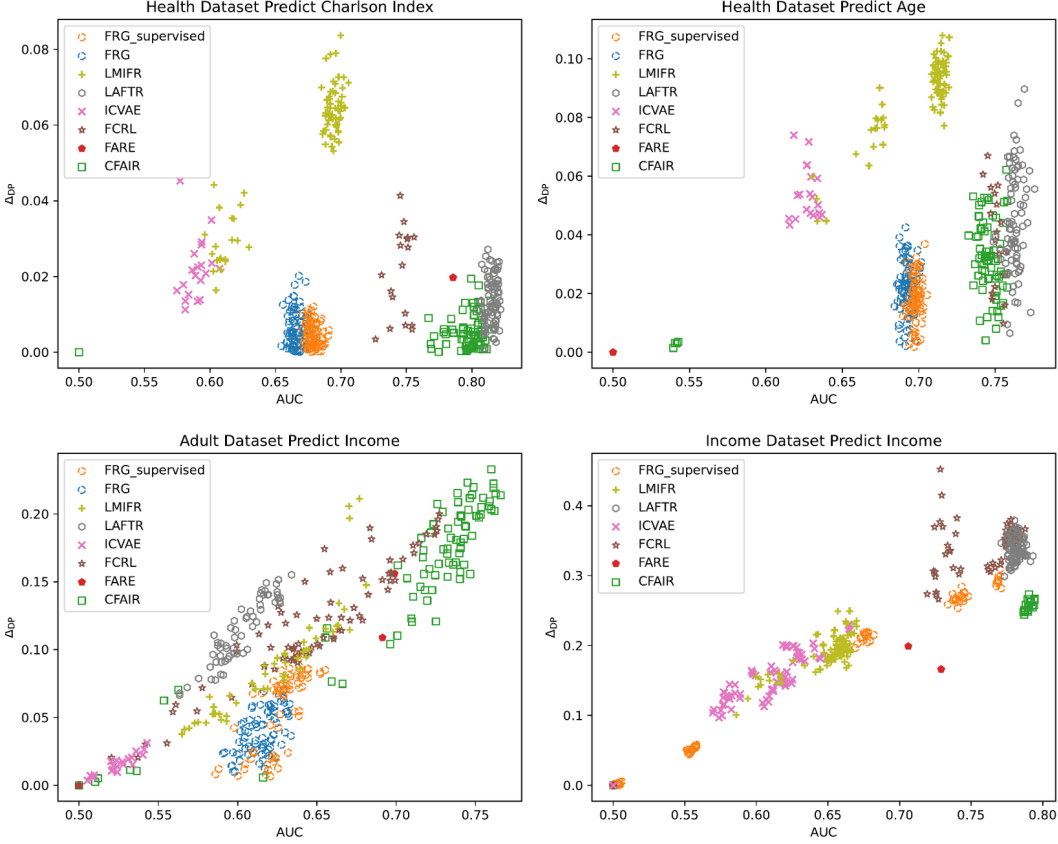 Health Dataset Predict Charlson Index
FRG_supervised
FRG
LMIFR
LAFTR
ICVAE
FCRL
FARE
CFAIR
0.08
0.06
0.04
0.02
0.00
Δ_DP
0.50 0.55 0.60 0.65 0.70 0.75 0.80
AUC
Health Dataset Predict Age
FRG_supervised
FRG
LMIFR
LAFTR
ICVAE
FCRL
FARE
CFAIR
0.10
0.08
0.06
0.04
0.02
0.00
Δ_DP
0.50 0.55 0.60 0.65 0.70 0.75
AUC
Adult Dataset Predict Income
FRG_supervised
FRG
LMIFR
LAFTR
ICVAE
FCRL
FARE
CFAIR
0.20
0.15
0.10
0.05
0.00
Δ_DP
0.50 0.55 0.60 0.65 0.70 0.75
AUC
Income Dataset Predict Income
FRG_supervised
LMIFR
LAFTR
ICVAE
FCRL
FARE
CFAIR
0.4
0.3
0.2
0.1
0.0
Δ_DP
0.50 0.55 0.60 0.65 0.70 0.75 0.80
AUC